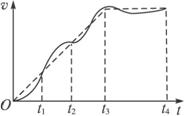 v
O t₁ t₂ t₃ t₄ t